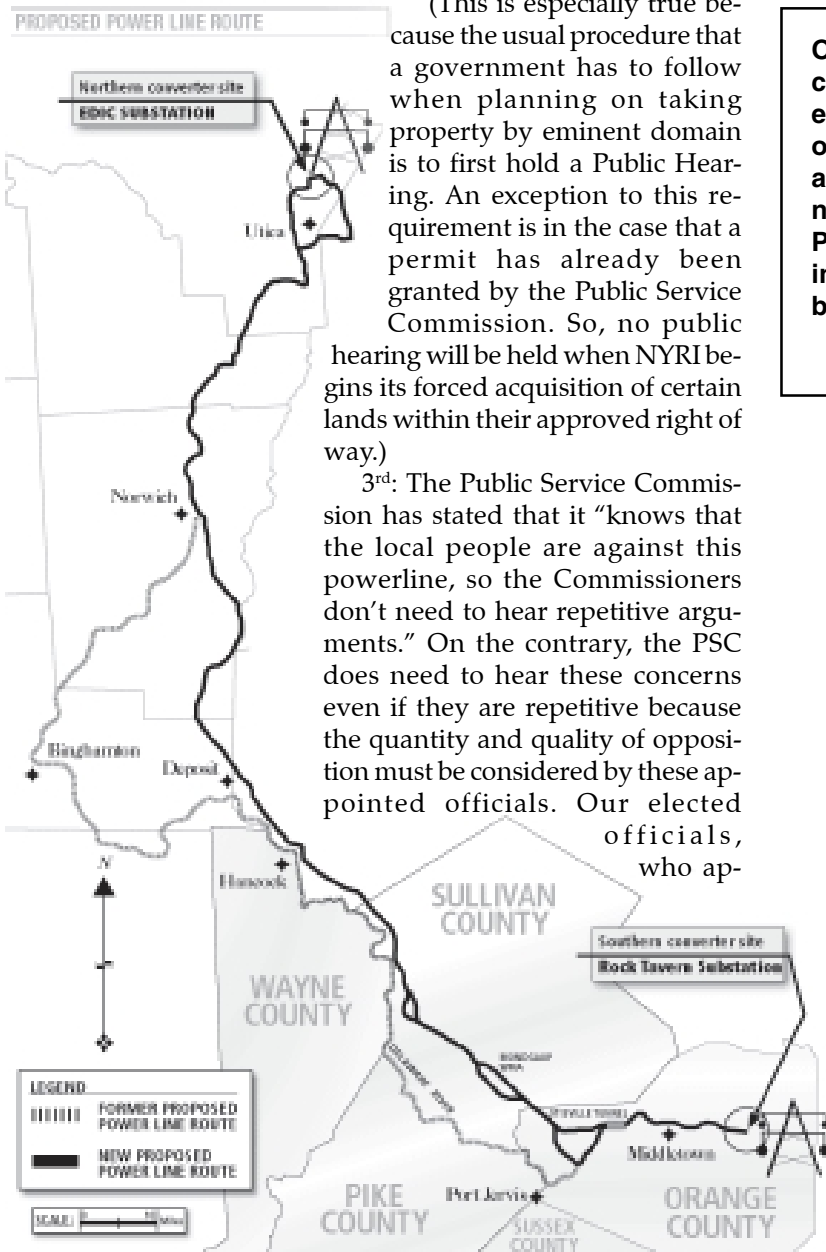 PROPOSED POWER LINE ROUTE
Northern converter site
EDIC SUBSTATION
Utica
Norwich
Binghamton
Deposit
Hancock
N
SULLIVAN
COUNTY
WAYNE
COUNTY
Southern converter site
Rock Tavern Substation
DELAWARE RIVER
Middletown
Port Jervis
PIKE
COUNTY
SUSSEX
COUNTY
ORANGE
COUNTY
LEGEND
FORMER PROPOSED
POWER LINE ROUTE
NEW PROPOSED
POWER LINE ROUTE
SCALE:
0
(This is especially true be-
cause the usual procedure that
a government has to follow
when planning on taking
property by eminent domain
is to first hold a Public Hear-
ing. An exception to this re-
quirement is in the case that a
permit has already been
granted by the Public Service
Commission. So, no public
hearing will be held when NYRI be-
gins its forced acquisition of certain
lands within their approved right of
way.)
3rd: The Public Service Commis-
sion has stated that it “knows that
the local people are against this
powerline, so the Commissioners
don’t need to hear repetitive argu-
ments.” On the contrary, the PSC
does need to hear these concerns
even if they are repetitive because
the quantity and quality of opposi-
tion must be considered by these ap-
pointed officials. Our elected
officials,
who ap-